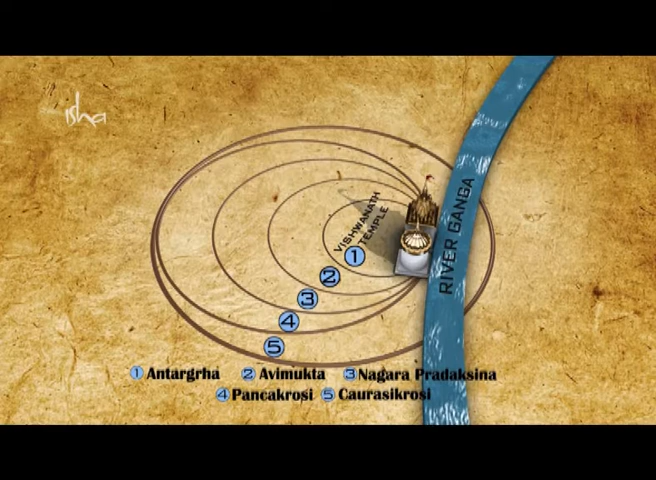 isha
VISHWANATH
TEMPLE
RIVER GANGA
1
2
3
4
5
1 Antargrha 2 Avimukta 3 Nagara Pradaksina
4 Pancakrosi 5 Caurasikrosi